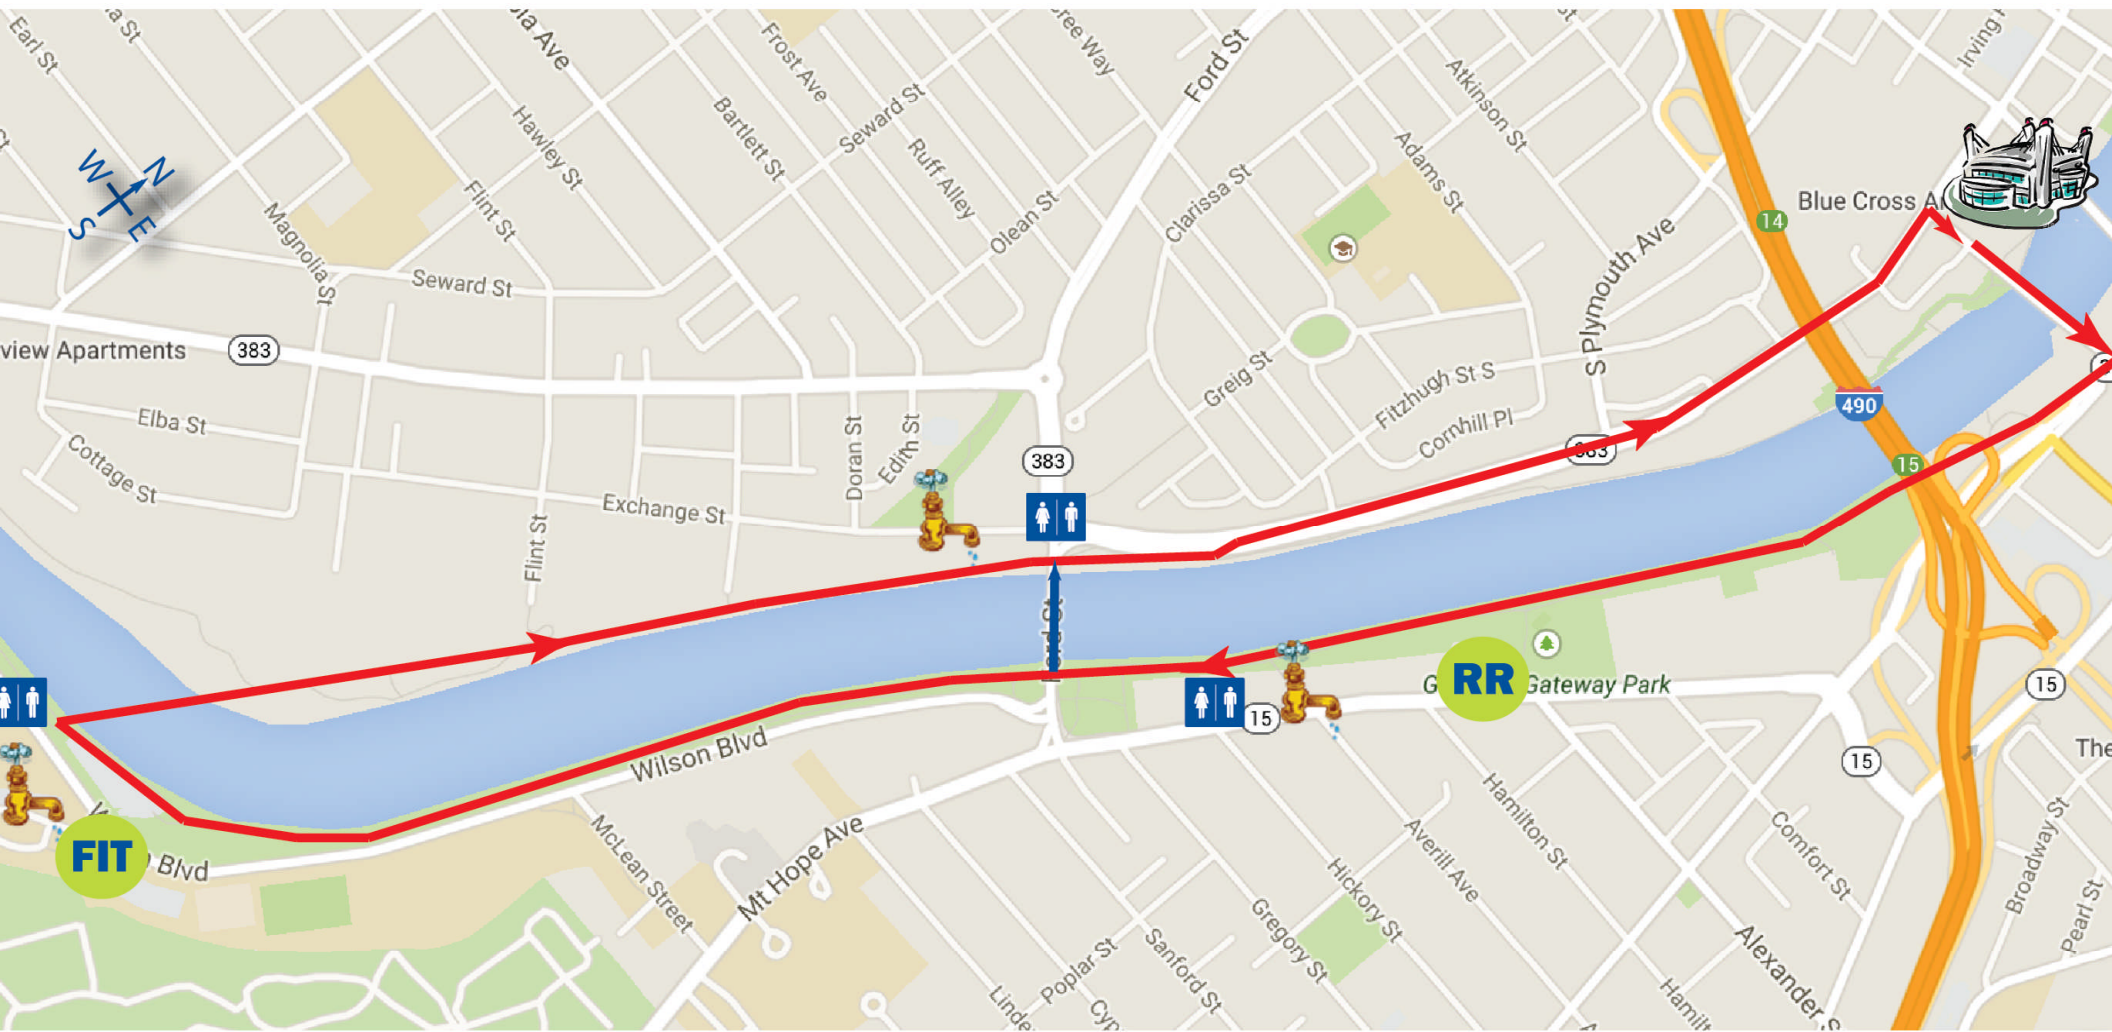 Earl St
Frost Ave
Ford St
Atkinson St
Hawley St
Bartlett St
Seward St
Ruff Alley
Adams St
W
N
S
E
Flint St
Magnolia St
Clarissa St
Olean St
Blue Cross
14
Seward St
S Plymouth Ave
view Apartments
383
Greig St
Fitzhugh St S
Cornhill Pl
490
Elba St
Cottage St
Doran St
Edith St
383
383
15
Exchange St
Flint St
RR
Gateway Park
15
15
15
Wilson Blvd
FIT
Blvd
McLean Street
Mt Hope Ave
Hamilton St
Averill Ave
Hickory St
Gregory St
Comfort St
Broadway St
Pearl St
The
Poplar St
Sanford St
Alexander S